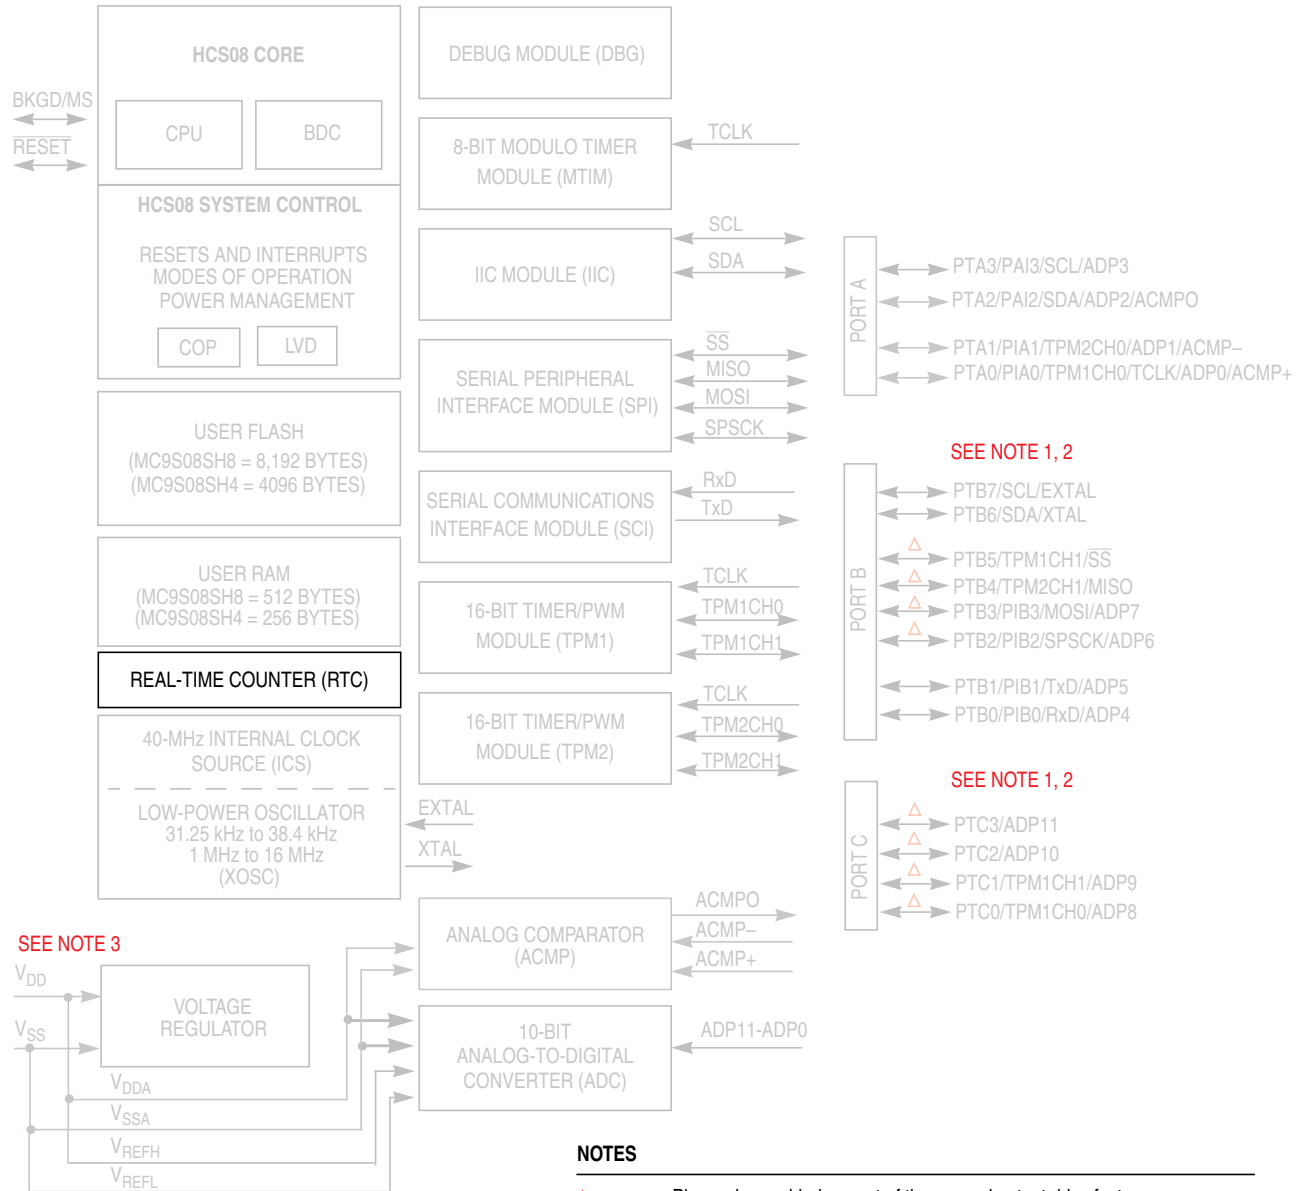 HCS08 CORE
BKGD/MS
RESET
CPU
BDC
HCS08 SYSTEM CONTROL
RESETS AND INTERRUPTS
MODES OF OPERATION
POWER MANAGEMENT
COP
LVD
USER FLASH
(MC9S08SH8 = 8,192 BYTES)
(MC9S08SH4 = 4096 BYTES)
USER RAM
(MC9S08SH8 = 512 BYTES)
(MC9S08SH4 = 256 BYTES)
REAL-TIME COUNTER (RTC)
40-MHz INTERNAL CLOCK
SOURCE (ICS)
LOW-POWER OSCILLATOR
31.25 kHz to 38.4 kHz
1 MHz to 16 MHz
(XOSC)
EXTAL
XTAL
SEE NOTE 3
VDD
VSS
VOLTAGE
REGULATOR
VDDA
VSSA
VREFH
VREFL
DEBUG MODULE (DBG)
8-BIT MODULO TIMER
MODULE (MTIM)
TCLK
IIC MODULE (IIC)
SCL
SDA
SERIAL PERIPHERAL
INTERFACE MODULE (SPI)
SS
MISO
MOSI
SPSCK
SERIAL COMMUNICATIONS
INTERFACE MODULE (SCI)
RxD
TxD
16-BIT TIMER/PWM
MODULE (TPM1)
TCLK
TPM1CH0
TPM1CH1
16-BIT TIMER/PWM
MODULE (TPM2)
TCLK
TPM2CH0
TPM2CH1
ANALOG COMPARATOR
(ACMP)
ACMPO
ACMP–
ACMP+
10-BIT
ANALOG-TO-DIGITAL
CONVERTER (ADC)
ADP11-ADP0
PORT A
PTA3/PAI3/SCL/ADP3
PTA2/PAI2/SDA/ADP2/ACMPO
PTA1/PIA1/TPM2CH0/ADP1/ACMP–
PTA0/PIA0/TPM1CH0/TCLK/ADP0/ACMP+
SEE NOTE 1, 2
PORT B
PTB7/SCL/EXTAL
PTB6/SDA/XTAL
PTB5/TPM1CH1/SS
PTB4/TPM2CH1/MISO
PTB3/PIB3/MOSI/ADP7
PTB2/PIB2/SPSCK/ADP6
PTB1/PIB1/TxD/ADP5
PTB0/PIB0/RxD/ADP4
SEE NOTE 1, 2
PORT C
PTC3/ADP11
PTC2/ADP10
PTC1/TPM1CH1/ADP9
PTC0/TPM1CH0/ADP8
NOTES